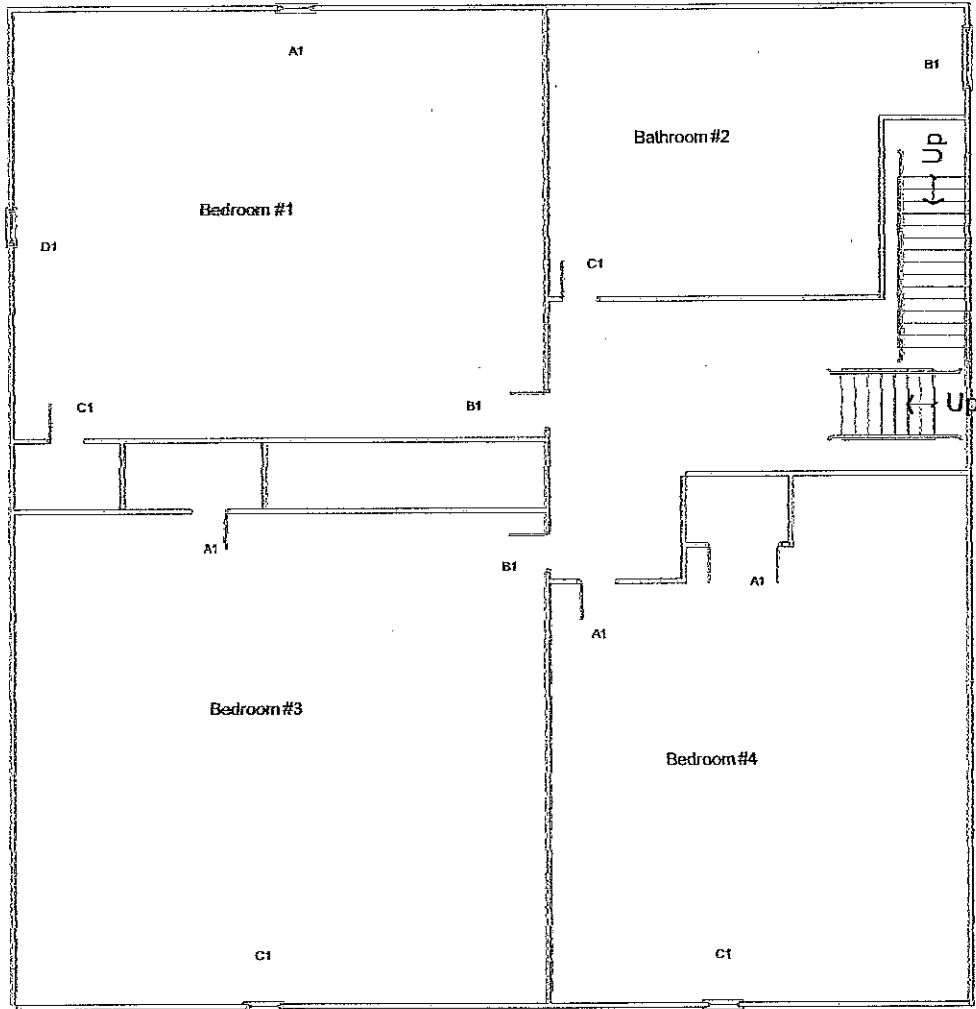 A1
B1
Bathroom #2
Up
Bedroom #1
D1
C1
C1
B1
Up
A1
B1
A1
A1
Bedroom #3
Bedroom #4
C1
C1